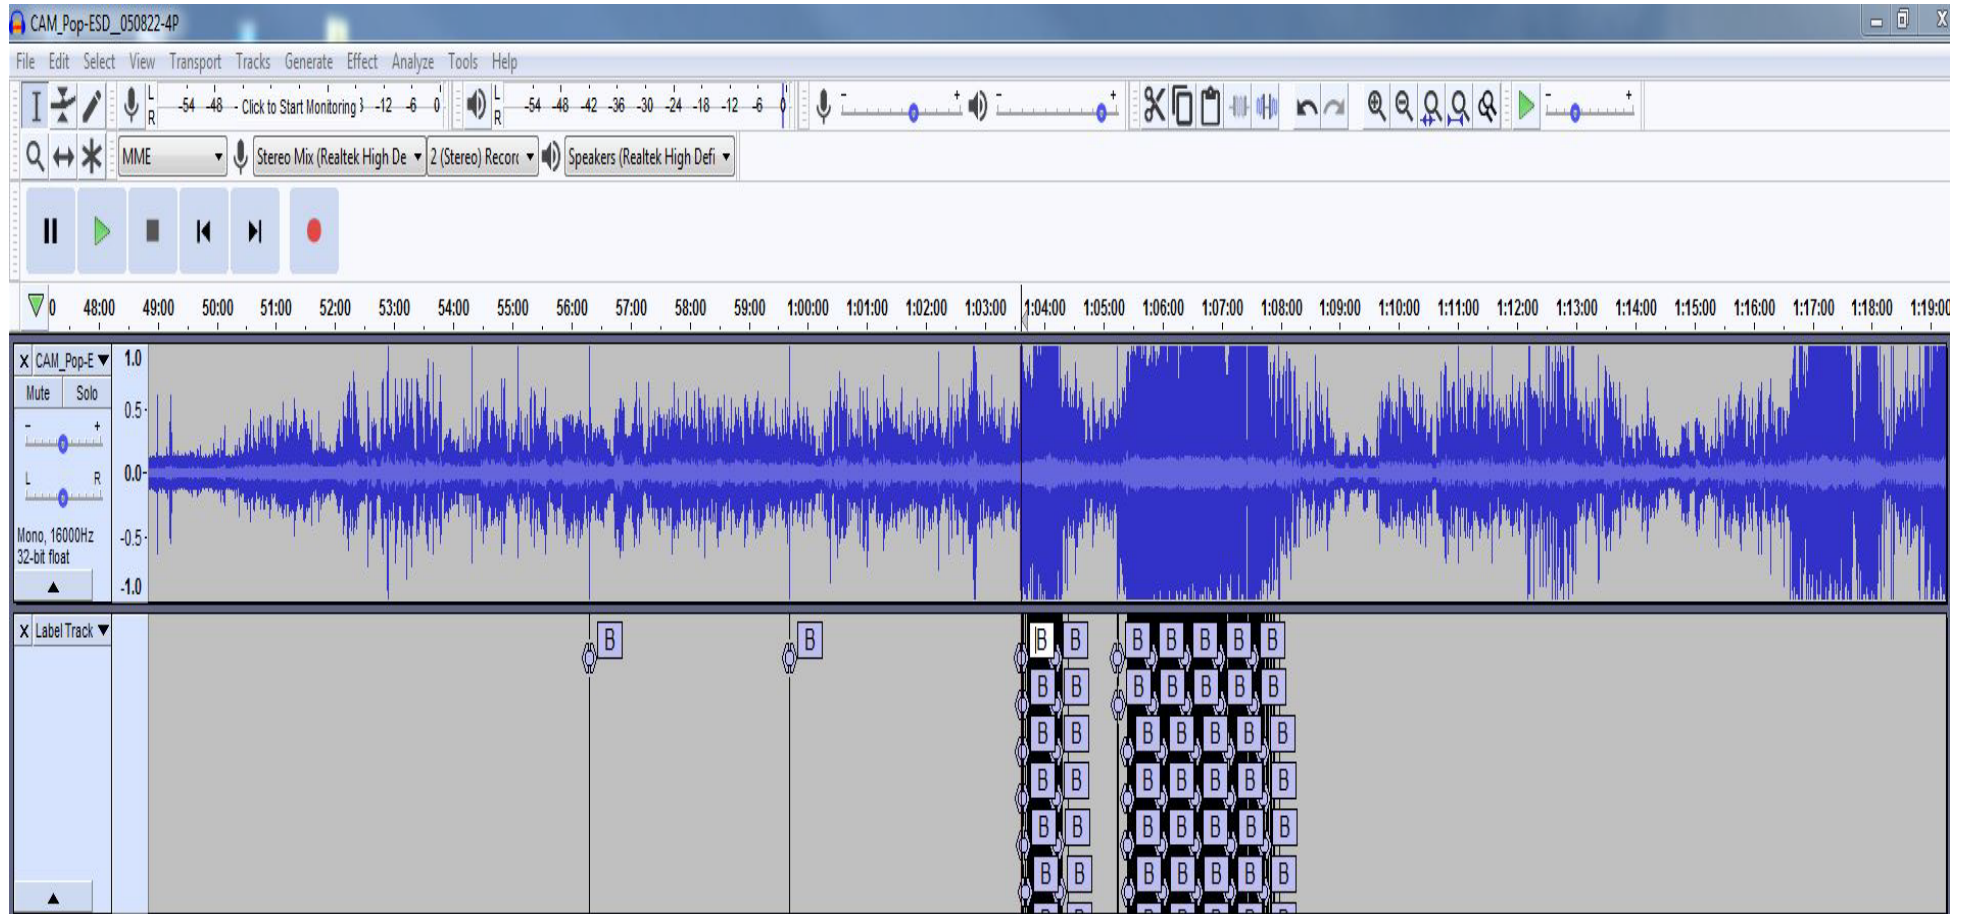 CAM_Pop-ESD__050822-4P
File Edit Select View Transport Tracks Generate Effect Analyze Tools Help
L R -54 -48 - Click to Start Monitoring -12 -6 0 L R -54 -48 -42 -36 -30 -24 -18 -12 -6 0 - + - + - +
MME Stereo Mix (Realtek High De 2 (Stereo) Recor Speakers (Realtek High Defi
0 48:00 49:00 50:00 51:00 52:00 53:00 54:00 55:00 56:00 57:00 58:00 59:00 1:00:00 1:01:00 1:02:00 1:03:00 1:04:00 1:05:00 1:06:00 1:07:00 1:08:00 1:09:00 1:10:00 1:11:00 1:12:00 1:13:00 1:14:00 1:15:00 1:16:00 1:17:00 1:18:00 1:19:00
X CAM_Pop-E 1.0
Mute Solo
0.5
- +
L R 0.0
Mono, 16000Hz -0.5
32-bit float
-1.0
X Label Track
B B B B B B B B B
B B B B B B B
B B B B B B B
B B B B B B B
B B B B B B B
B B B B B B B